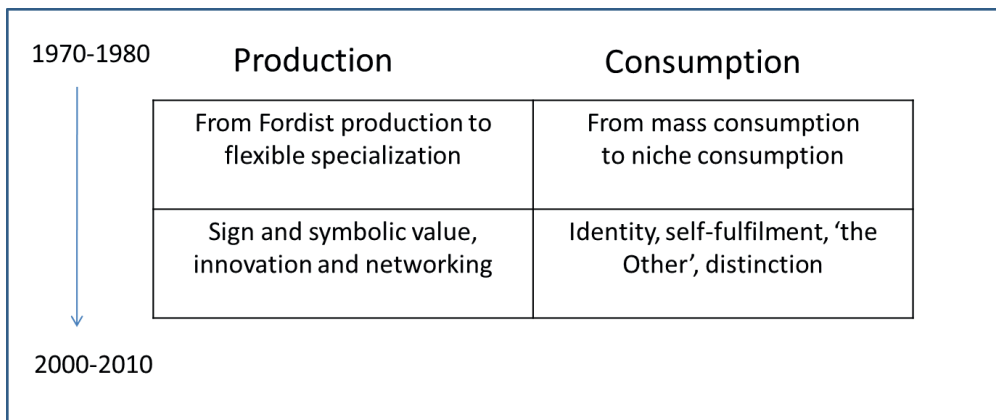 1970-1980
Production
Consumption
From Fordist production to
flexible specialization
From mass consumption
to niche consumption
Sign and symbolic value,
innovation and networking
Identity, self-fulfilment, ‘the
Other’, distinction
2000-2010